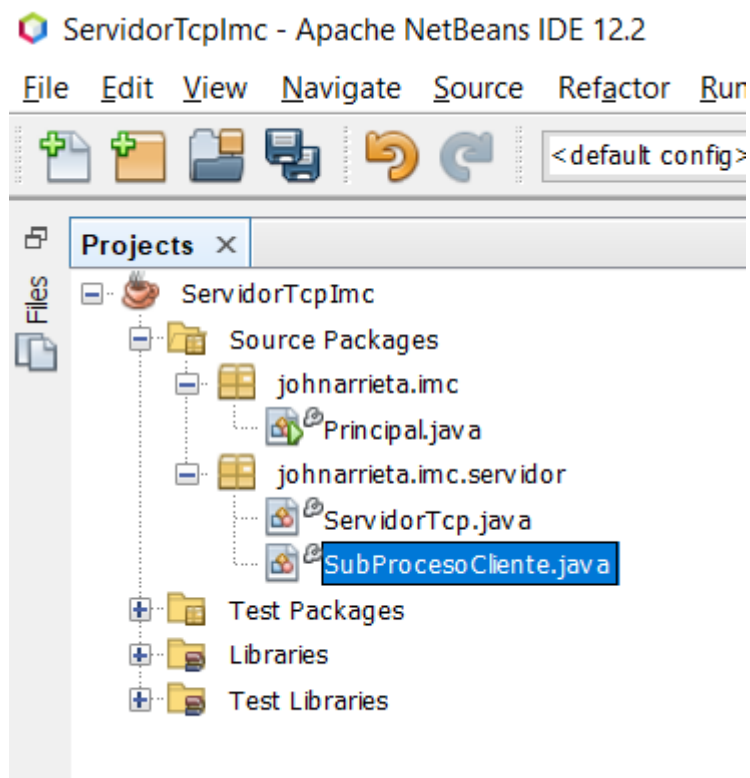 ServidorTcpImc - Apache NetBeans IDE 12.2
File Edit View Navigate Source Refactor Run
<default config>
Projects ×
Files
ServidorTcpImc
Source Packages
johnarrieta.imc
Principal.java
johnarrieta.imc.servidor
ServidorTcp.java
SubProcesoCliente.java
Test Packages
Libraries
Test Libraries